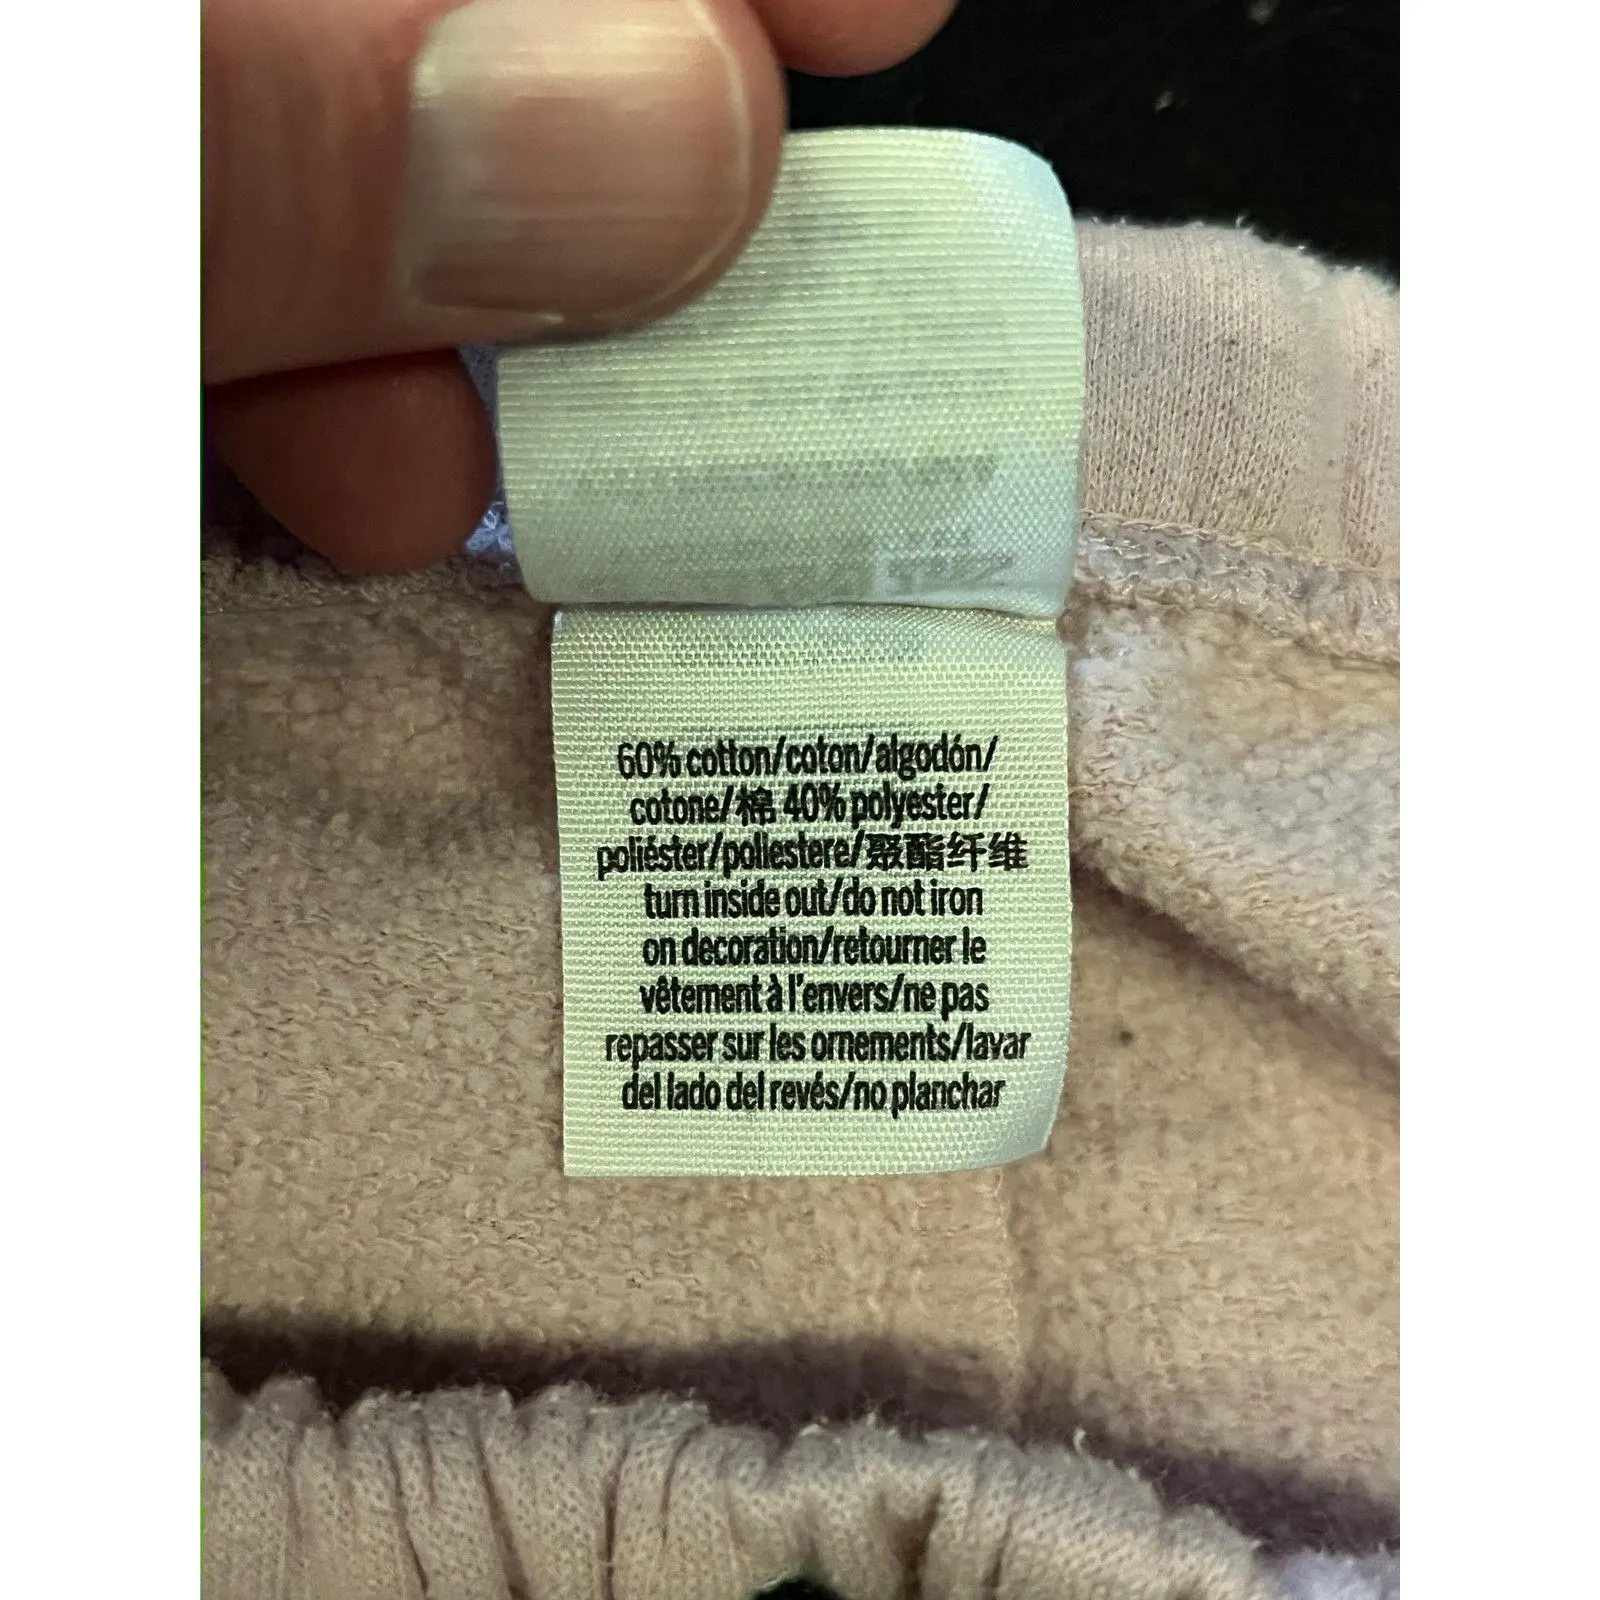 60% cotton/coton/algodón/
cotone/棉 40% polyester/
poliéster/poliestere/聚酯纤维
turn inside out/do not iron
on decoration/retourner le
vêtement à l'envers/ne pas
repasser sur les ornements/lavar
del lado del revés/no planchar